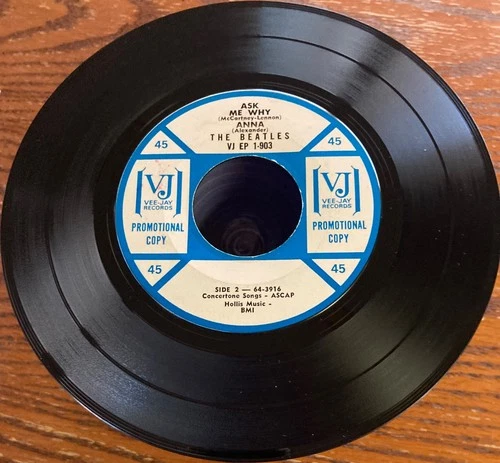 ASK
ME WHY
(McCartney-Lennon)
ANNA
(Alexander)
THE BEATLES
VJ EP 1-903
45
45
VJ
VEE-JAY
RECORDS
PROMOTIONAL
COPY
VJ
VEE-JAY
RECORDS
PROMOTIONAL
COPY
45
45
SIDE 2 — 64-3916
Concertone Songs - ASCAP
Hollis Music -
BMI